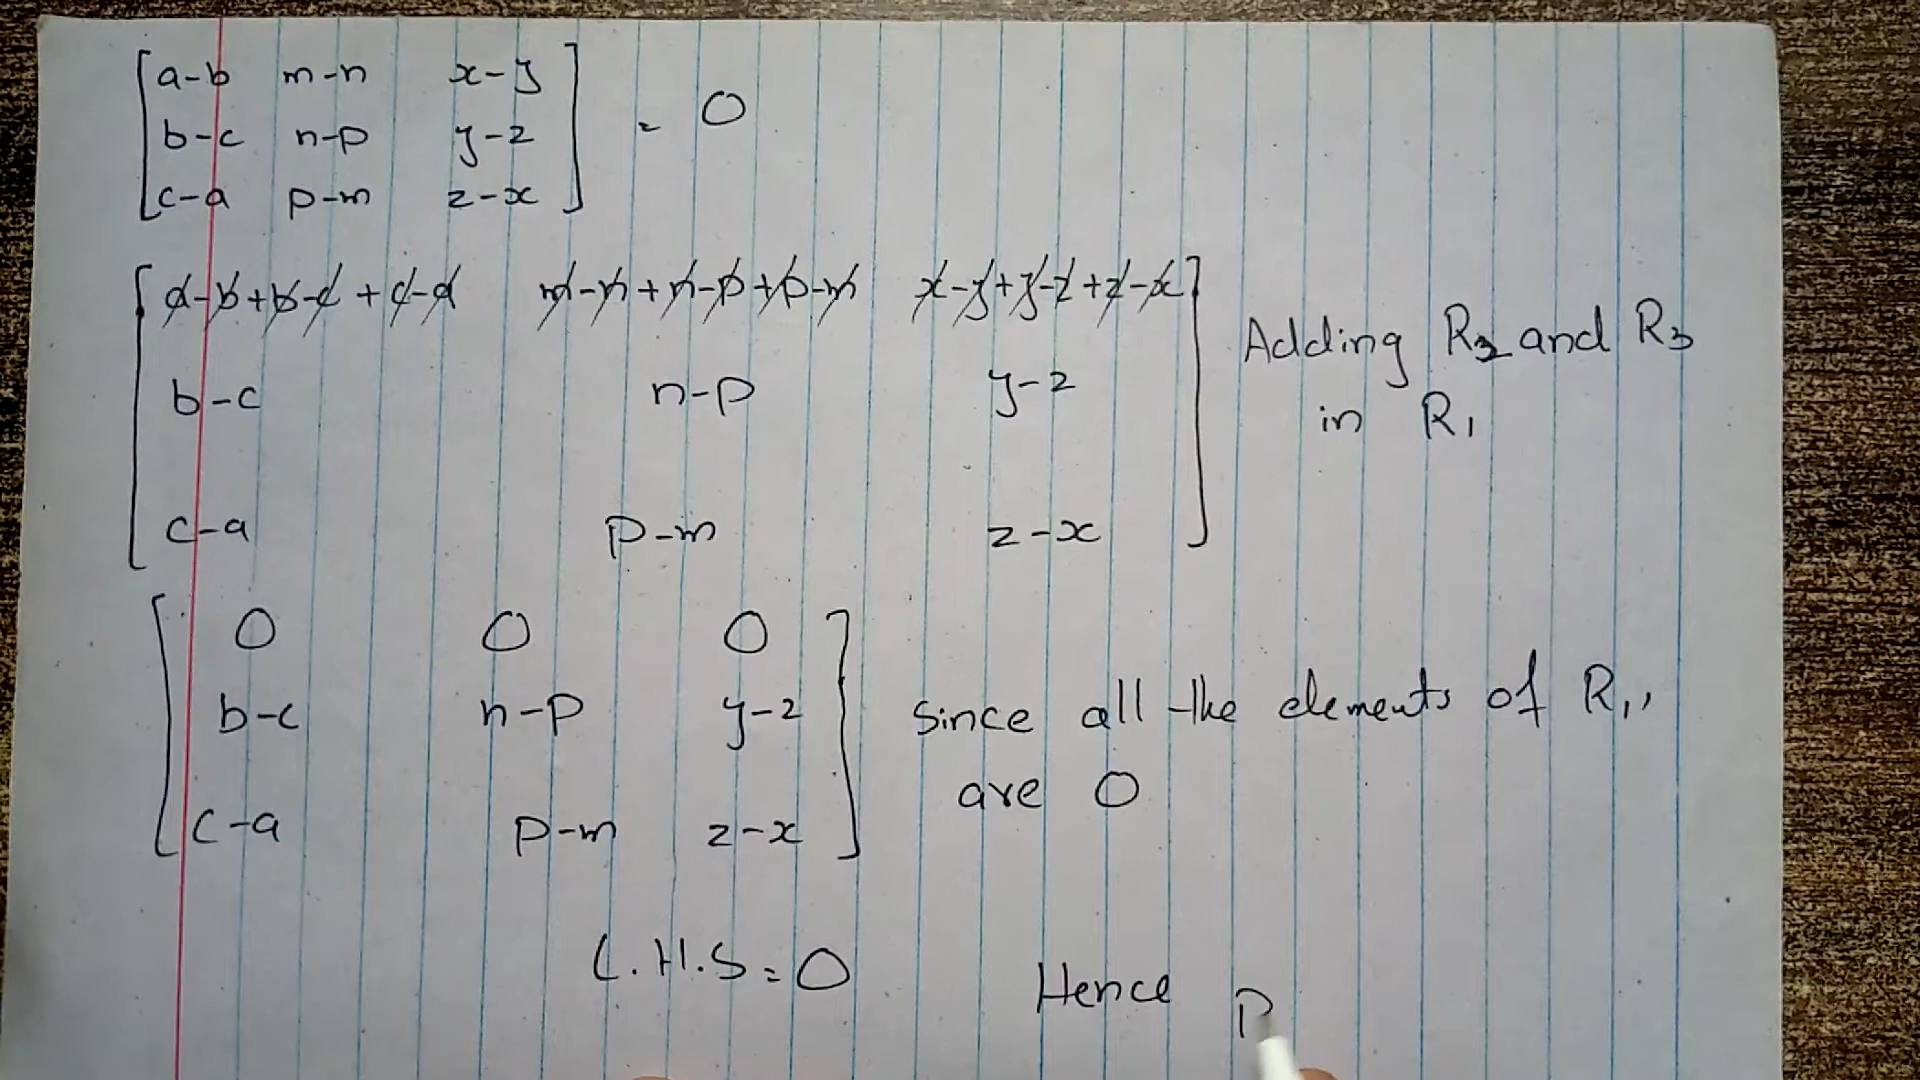 [a-b m-n x-y
b-c n-p y-z
c-a p-m z-x] = 0
[a-b+b-c+c-a m-n+n-p+p-m x-y+y-z+z-x
b-c n-p y-z
c-a p-m z-x]
Adding R2 and R3
in R1
[0 0 0
b-c n-p y-z
c-a p-m z-x]
Since all the elements of R1,
are 0
L.H.S = 0
Hence P